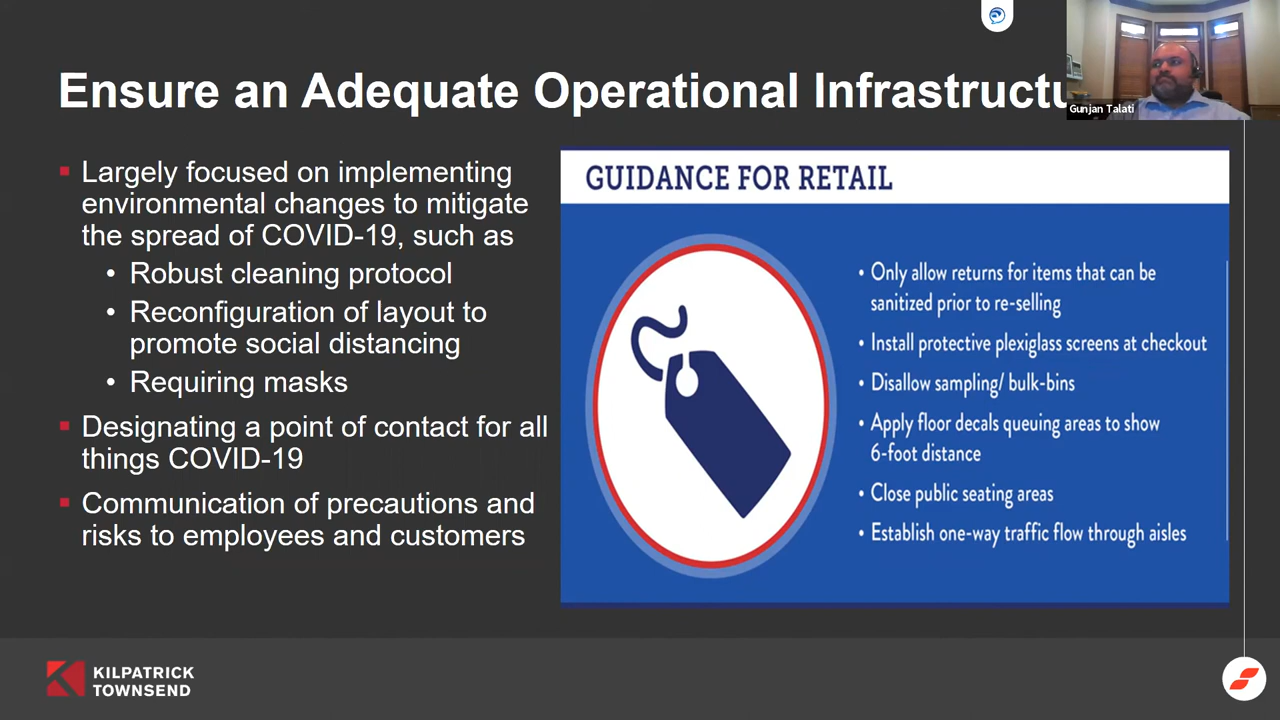 Ensure an Adequate Operational Infrastructu
Gunjan Talati
▪ Largely focused on implementing
environmental changes to mitigate
the spread of COVID-19, such as
• Robust cleaning protocol
• Reconfiguration of layout to
promote social distancing
• Requiring masks
▪ Designating a point of contact for all
things COVID-19
▪ Communication of precautions and
risks to employees and customers
GUIDANCE FOR RETAIL
• Only allow returns for items that can be
sanitized prior to re-selling
• Install protective plexiglass screens at checkout
• Disallow sampling/ bulk-bins
• Apply floor decals queuing areas to show
6-foot distance
• Close public seating areas
• Establish one-way traffic flow through aisles
KILPATRICK
TOWNSEND